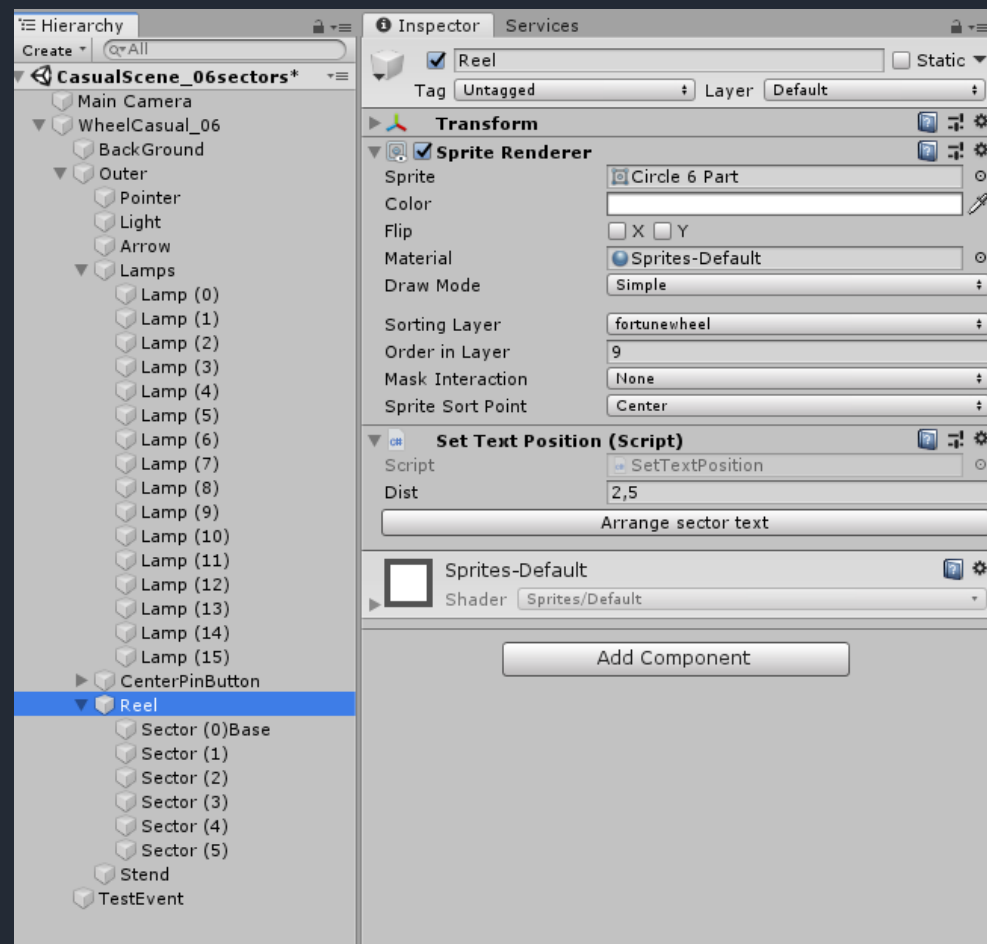 Hierarchy
Create
All
CasualScene_06sectors*
Main Camera
WheelCasual_06
BackGround
Outer
Pointer
Light
Arrow
Lamps
Lamp (0)
Lamp (1)
Lamp (2)
Lamp (3)
Lamp (4)
Lamp (5)
Lamp (6)
Lamp (7)
Lamp (8)
Lamp (9)
Lamp (10)
Lamp (11)
Lamp (12)
Lamp (13)
Lamp (14)
Lamp (15)
CenterPinButton
Reel
Sector (0)Base
Sector (1)
Sector (2)
Sector (3)
Sector (4)
Sector (5)
Stend
TestEvent
Inspector Services
Reel Static
Tag Untagged Layer Default
Transform
Sprite Renderer
Sprite Circle 6 Part
Color
Flip X Y
Material Sprites-Default
Draw Mode Simple
Sorting Layer fortunewheel
Order in Layer 9
Mask Interaction None
Sprite Sort Point Center
C# Set Text Position (Script)
Script SetTextPosition
Dist 2,5
Arrange sector text
Sprites-Default
Shader Sprites/Default
Add Component